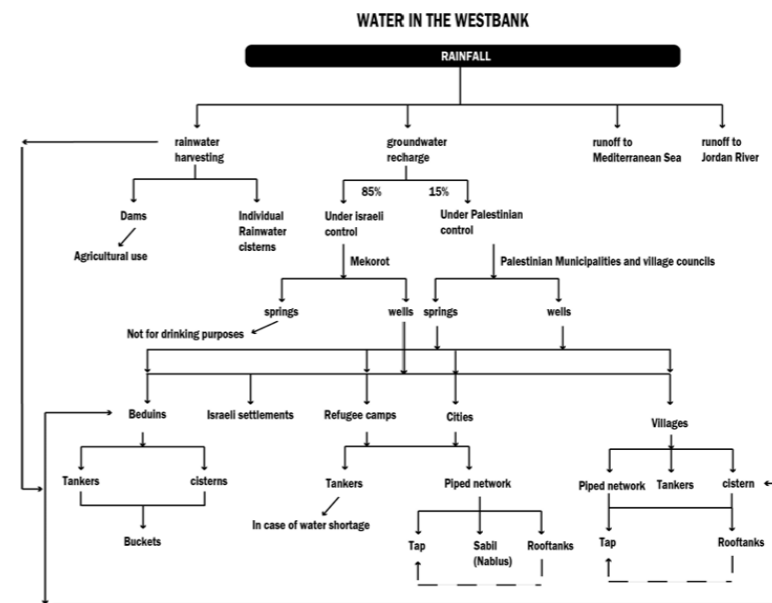 WATER IN THE WESTBANK
RAINFALL
rainwater
harvesting
groundwater
recharge
runoff to
Mediterranean Sea
runoff to
Jordan River
85%
15%
Dams
Individual
Rainwater
cisterns
Under israeli
control
Under Palestinian
control
Agricultural use
Mekorot
Palestinian Municipalities and village councils
springs
wells
springs
wells
Not for drinking purposes
Beduins
Israeli settlements
Refugee camps
Cities
Villages
Tankers
cisterns
Tankers
Piped network
Piped network
Tankers
cistern
In case of water shortage
Buckets
Tap
Sabil
(Nablus)
Rooftanks
Tap
Rooftanks